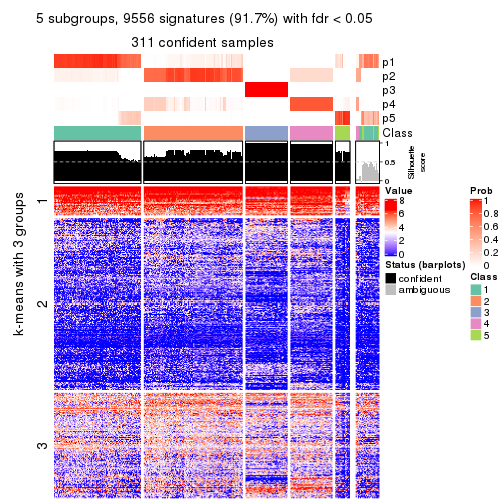 5 subgroups, 9556 signatures (91.7%) with fdr < 0.05
311 confident samples
p1
p2
p3
p4
p5
Class
1
0.5
0
Silhouette
score
k-means with 3 groups
1
2
3
Value
8
6
4
2
0
Status (barplots)
confident
ambiguous
Prob
1
0.8
0.6
0.4
0.2
0
Class
1
2
3
4
5